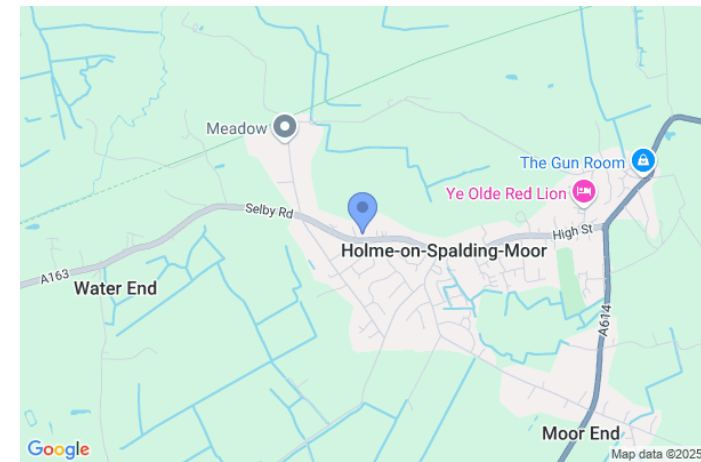 Meadow
The Gun Room
Ye Olde Red Lion
Selby Rd
High St
Holme-on-Spalding-Moor
A163
Water End
A614
Moor End
Google
Map data ©2025